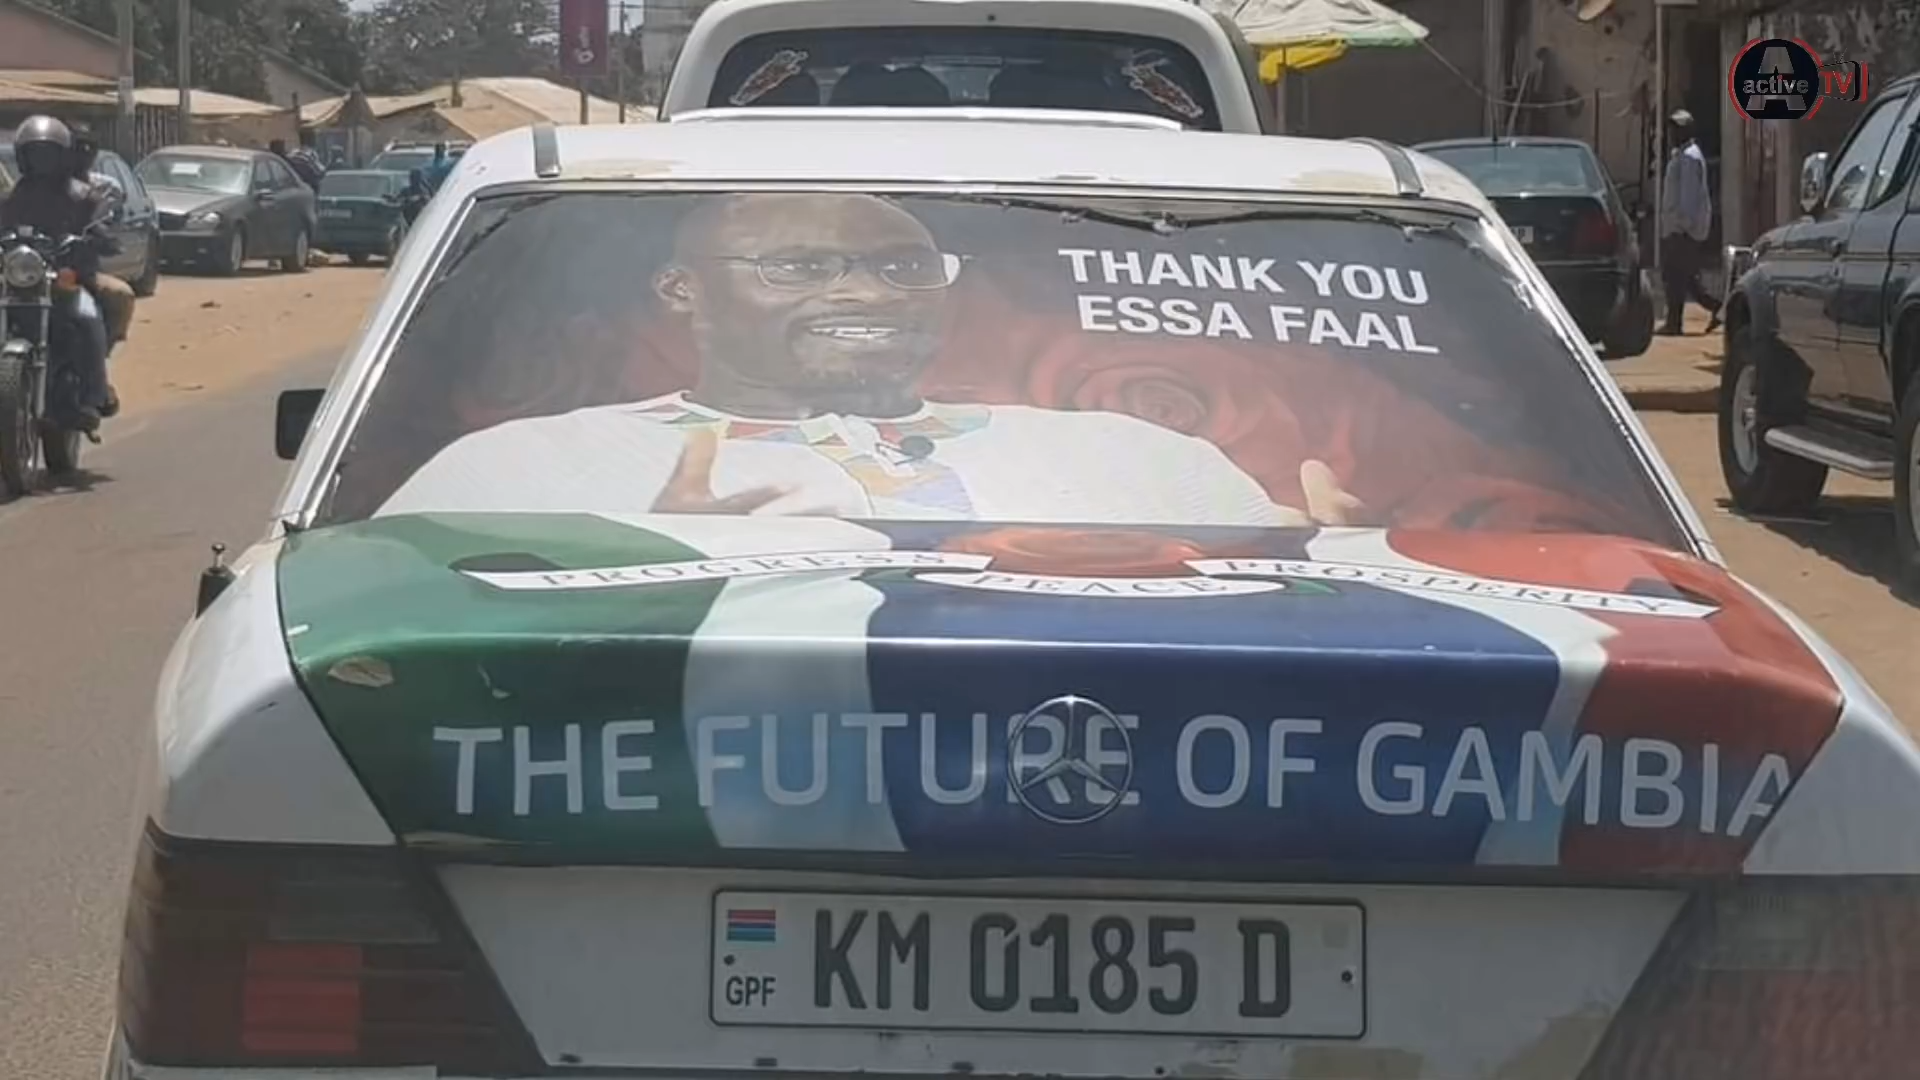 active TV
THANK YOU
ESSA FAAL
PROGRESS PEACE PROSPERITY
THE FUTURE OF GAMBIA
KM 0185 D
GPF